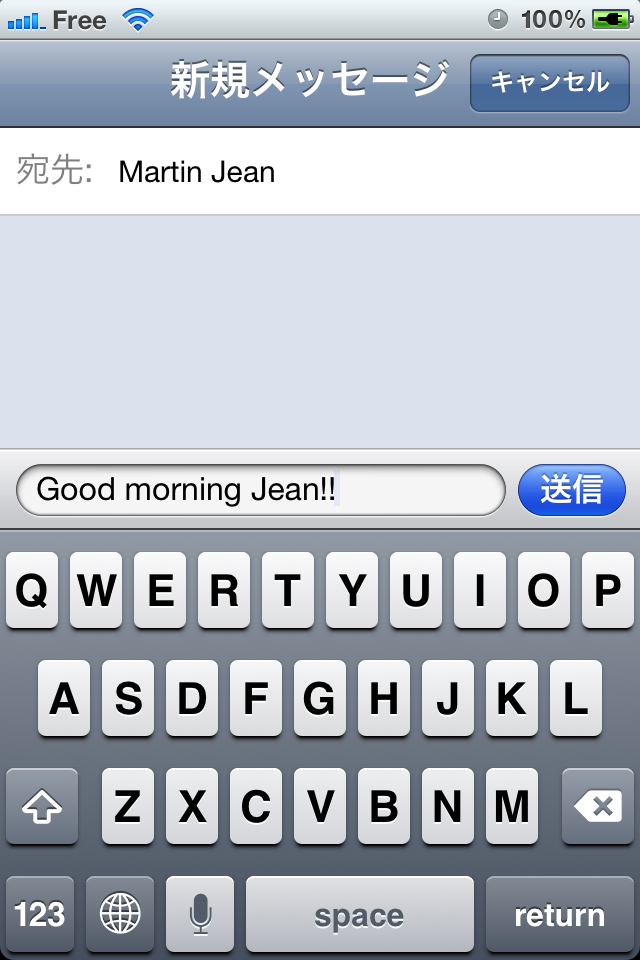 Free 100%
新規メッセージ キャンセル
宛先: Martin Jean
Good morning Jean!! 送信
Q W E R T Y U I O P
A S D F G H J K L
Z X C V B N M
123 space return